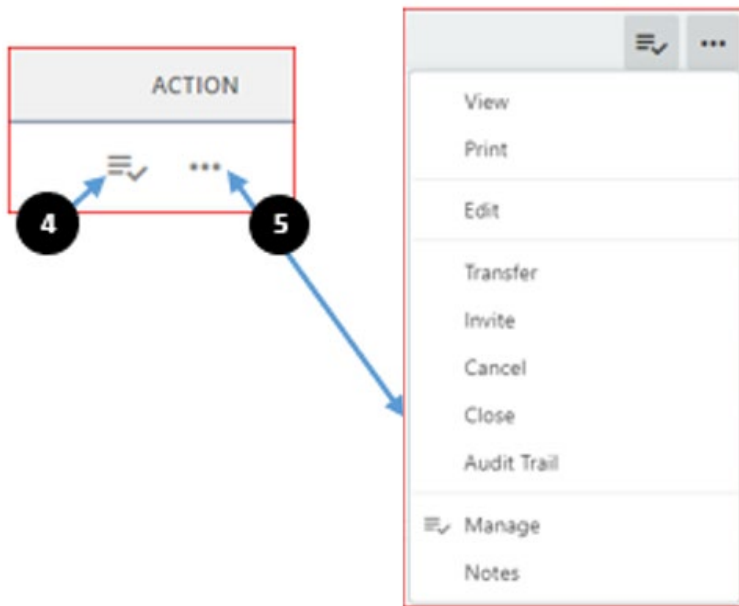 ACTION
4
5
View
Print
Edit
Transfer
Invite
Cancel
Close
Audit Trail
Manage
Notes